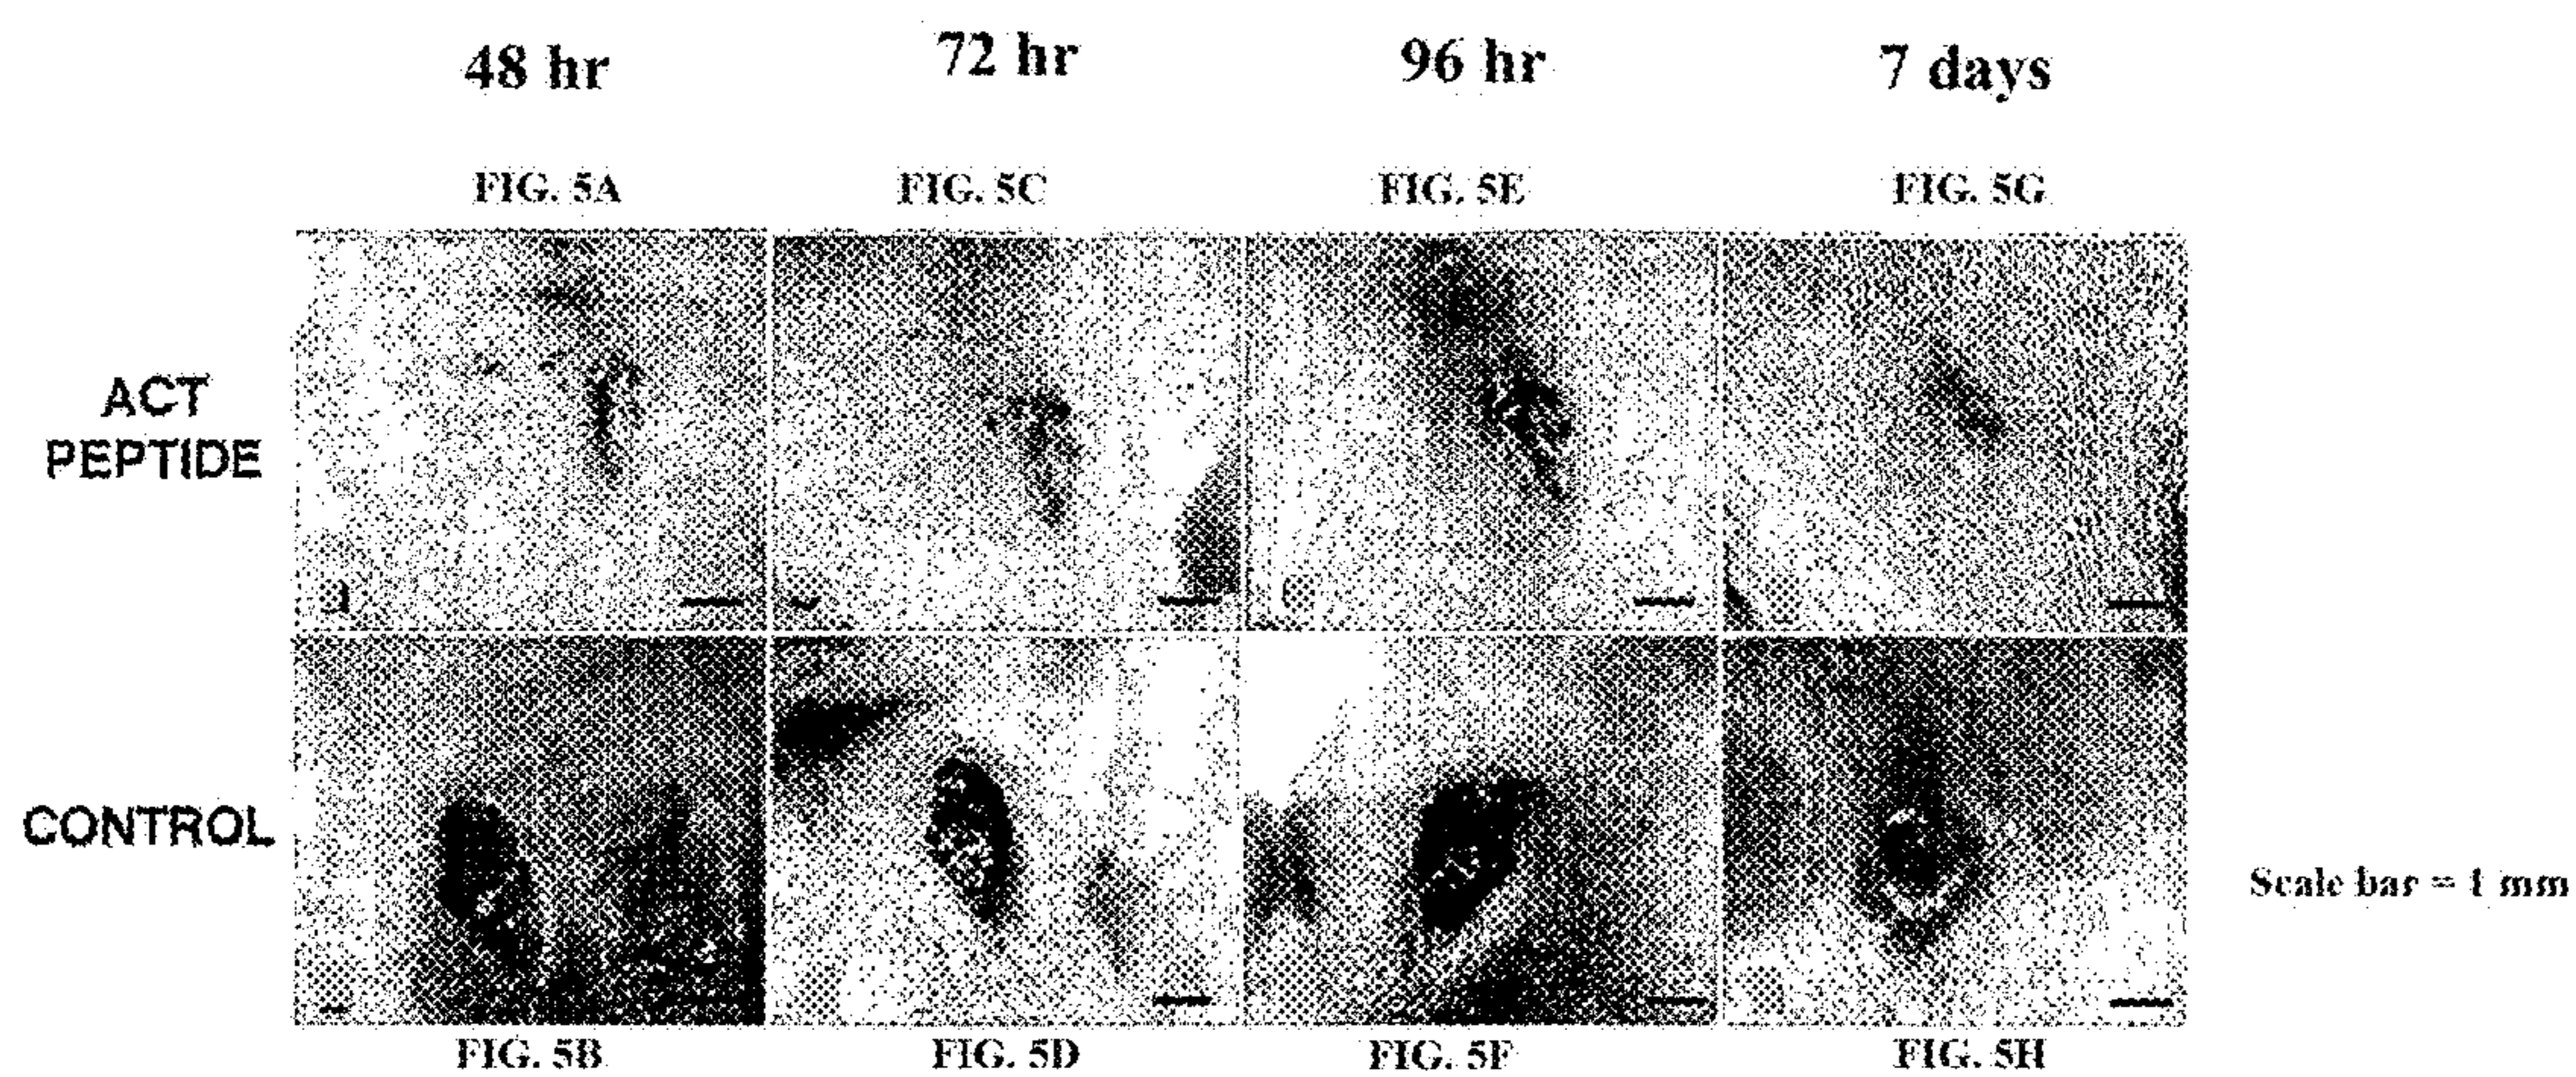 48 hr 72 hr 96 hr 7 days
FIG. 5A FIG. 5C FIG. 5E FIG. 5G
ACT
PEPTIDE
CONTROL
Scale bar = 1 mm
FIG. 5B FIG. 5D FIG. 5F FIG. 5H